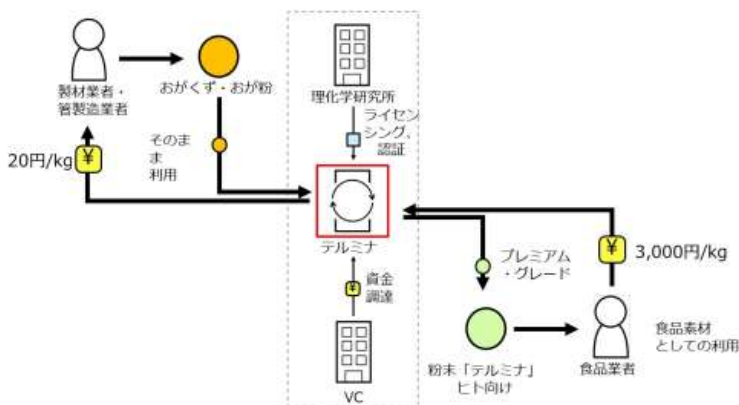 製材業者・
箸製造業者
おがくず・おが粉
20円/kg
¥
そのま
ま
利用
理化学研究所
ライセン
シング、
認証
テルミナ
¥
資金
調達
VC
プレミアム
・グレード
¥
3,000円/kg
粉末「テルミナ」
ヒト向け
食品業者
食品素材
としての利用